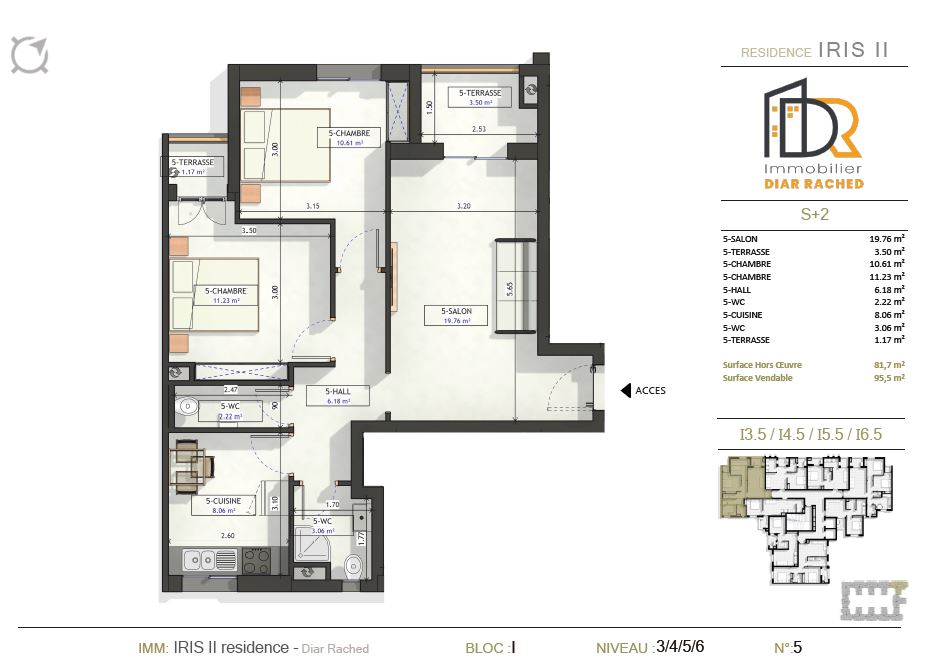 RESIDENCE IRIS II
DR
Immobilier
DIAR RACHED
S+2
5-SALON 19.76 m²
5-TERRASSE 3.50 m²
5-CHAMBRE 10.61 m²
5-CHAMBRE 11.23 m²
5-HALL 6.18 m²
5-WC 2.22 m²
5-CUISINE 8.06 m²
5-WC 3.06 m²
5-TERRASSE 1.17 m²
Surface Hors Œuvre 81,7 m²
Surface Vendable 95,5 m²
I3.5 / I4.5 / I5.5 / I6.5
5-TERRASSE
3.50 m²
1.50
2.53
5-CHAMBRE
10.61 m²
3.00
3.15
5-TERRASSE
1.17 m²
3.20
3.50
5-CHAMBRE
11.23 m²
3.00
5.65
5-SALON
19.76 m²
2.47
5-HALL
6.18 m²
ACCES
5-WC
2.22 m²
90
5-CUISINE
8.06 m²
3.10
2.60
1.70
5-WC
3.06 m²
1.77
IMM: IRIS II residence - Diar Rached BLOC :I NIVEAU :3/4/5/6 N°:5